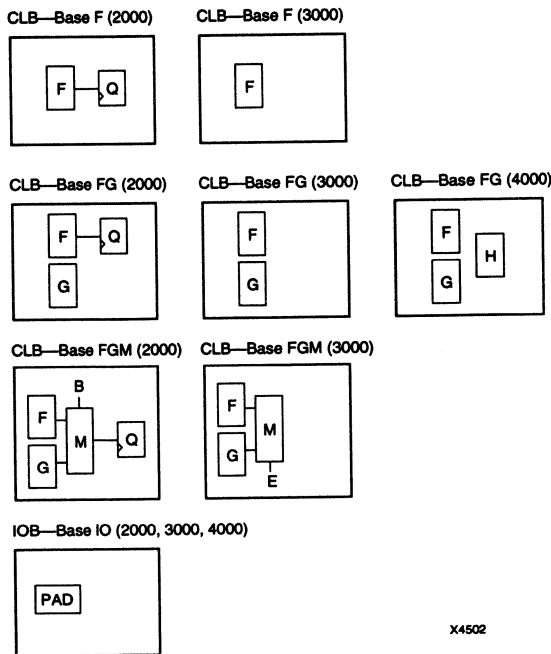 CLB—Base F (2000)
CLB—Base F (3000)
F
Q
F
CLB—Base FG (2000)
CLB—Base FG (3000)
CLB—Base FG (4000)
F
Q
G
F
G
F
H
G
CLB—Base FGM (2000)
CLB—Base FGM (3000)
B
F
M
Q
G
F
M
G
E
IOB—Base IO (2000, 3000, 4000)
PAD
X4502